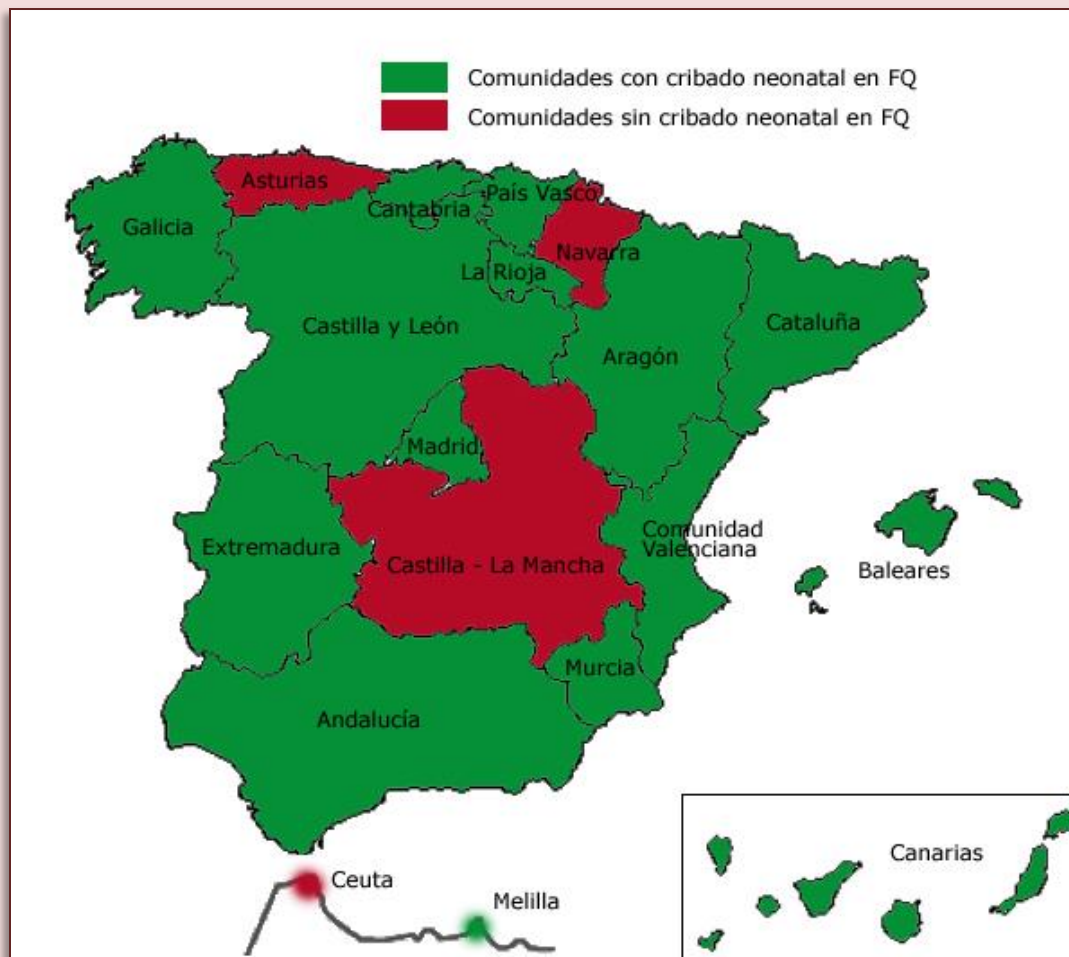 Comunidades con cribado neonatal en FQ
Comunidades sin cribado neonatal en FQ
Asturias
País Vasco
Cantabria
Galicia
Navarra
La Rioja
Castilla y León
Cataluña
Aragón
Madrid
Comunidad
Valenciana
Extremadura
Castilla - La Mancha
Baleares
Murcia
Andalucía
Ceuta
Melilla
Canarias